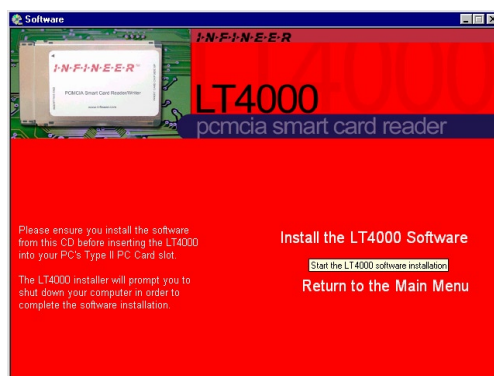 Software
I·N·F·I·N·E·E·R
I·N·F·I·N·E·E·R
PCMCIA Smart Card Reader/Writer
LT4000
LT4000
pcmcia smart card reader
Please ensure you install the software
from this CD before inserting the LT4000
into your PC's Type II PC Card slot.
The LT4000 installer will prompt you to
shut down your computer in order to
complete the software installation.
Install the LT4000 Software
Start the LT4000 software installation
Return to the Main Menu